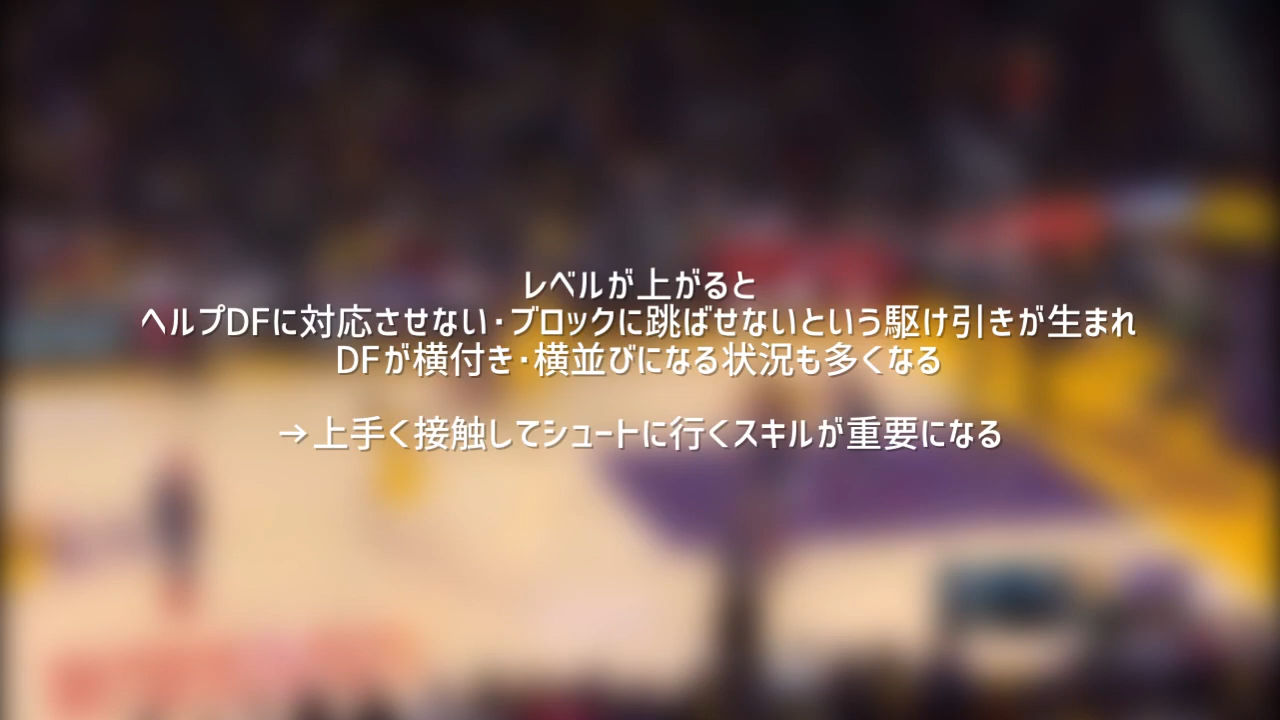 レベルが上がると
ヘルプDFに対応させない・ブロックに跳ばせないという駆け引きが生まれ
DFが横付き・横並びになる状況も多くなる
→上手く接触してシュートに行くスキルが重要になる